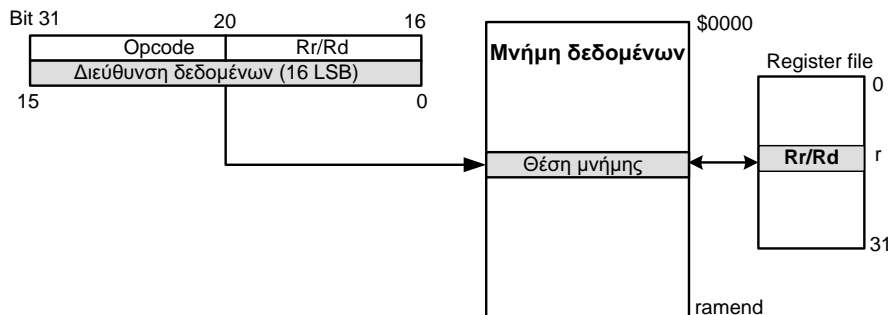 Bit 31 20 16
Opcode Rr/Rd
Διεύθυνση δεδομένων (16 LSB)
15 0
$0000
Μνήμη δεδομένων
Θέση μνήμης
ramend
Register file
0
Rr/Rd r
31